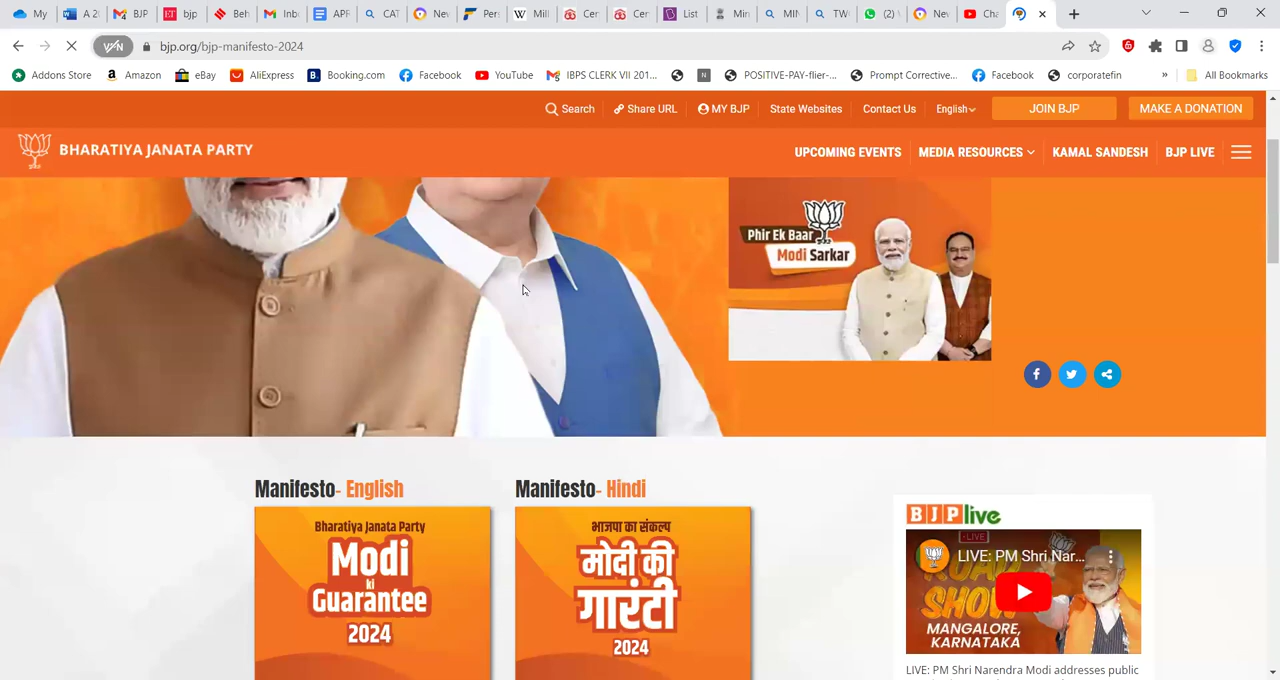 My
A 2
BJP
bjp
Beh
Inb
APF
CAT
Nev
Per
Mill
Cer
Cer
List
Min
MIN
TW
(2)
Nev
Cha
bjp.org/bjp-manifesto-2024
Addons Store
Amazon
eBay
AliExpress
Booking.com
Facebook
YouTube
IBPS CLERK VII 201...
POSITIVE-PAY-flier-...
Prompt Corrective...
Facebook
corporatefin
»
All Bookmarks
Search
Share URL
MY BJP
State Websites
Contact Us
English
JOIN BJP
MAKE A DONATION
BHARATIYA JANATA PARTY
UPCOMING EVENTS
MEDIA RESOURCES
KAMAL SANDESH
BJP LIVE
Phir Ek Baar
Modi Sarkar
Manifesto- English
Manifesto- Hindi
Bharatiya Janata Party
Modi
ki
Guarantee
2024
भाजपा का संकल्प
मोदी की
गारंटी
2024
BJP live
LIVE
LIVE: PM Shri Nar...
ROAD
SHOW
MANGALORE,
KARNATAKA
LIVE: PM Shri Narendra Modi addresses public